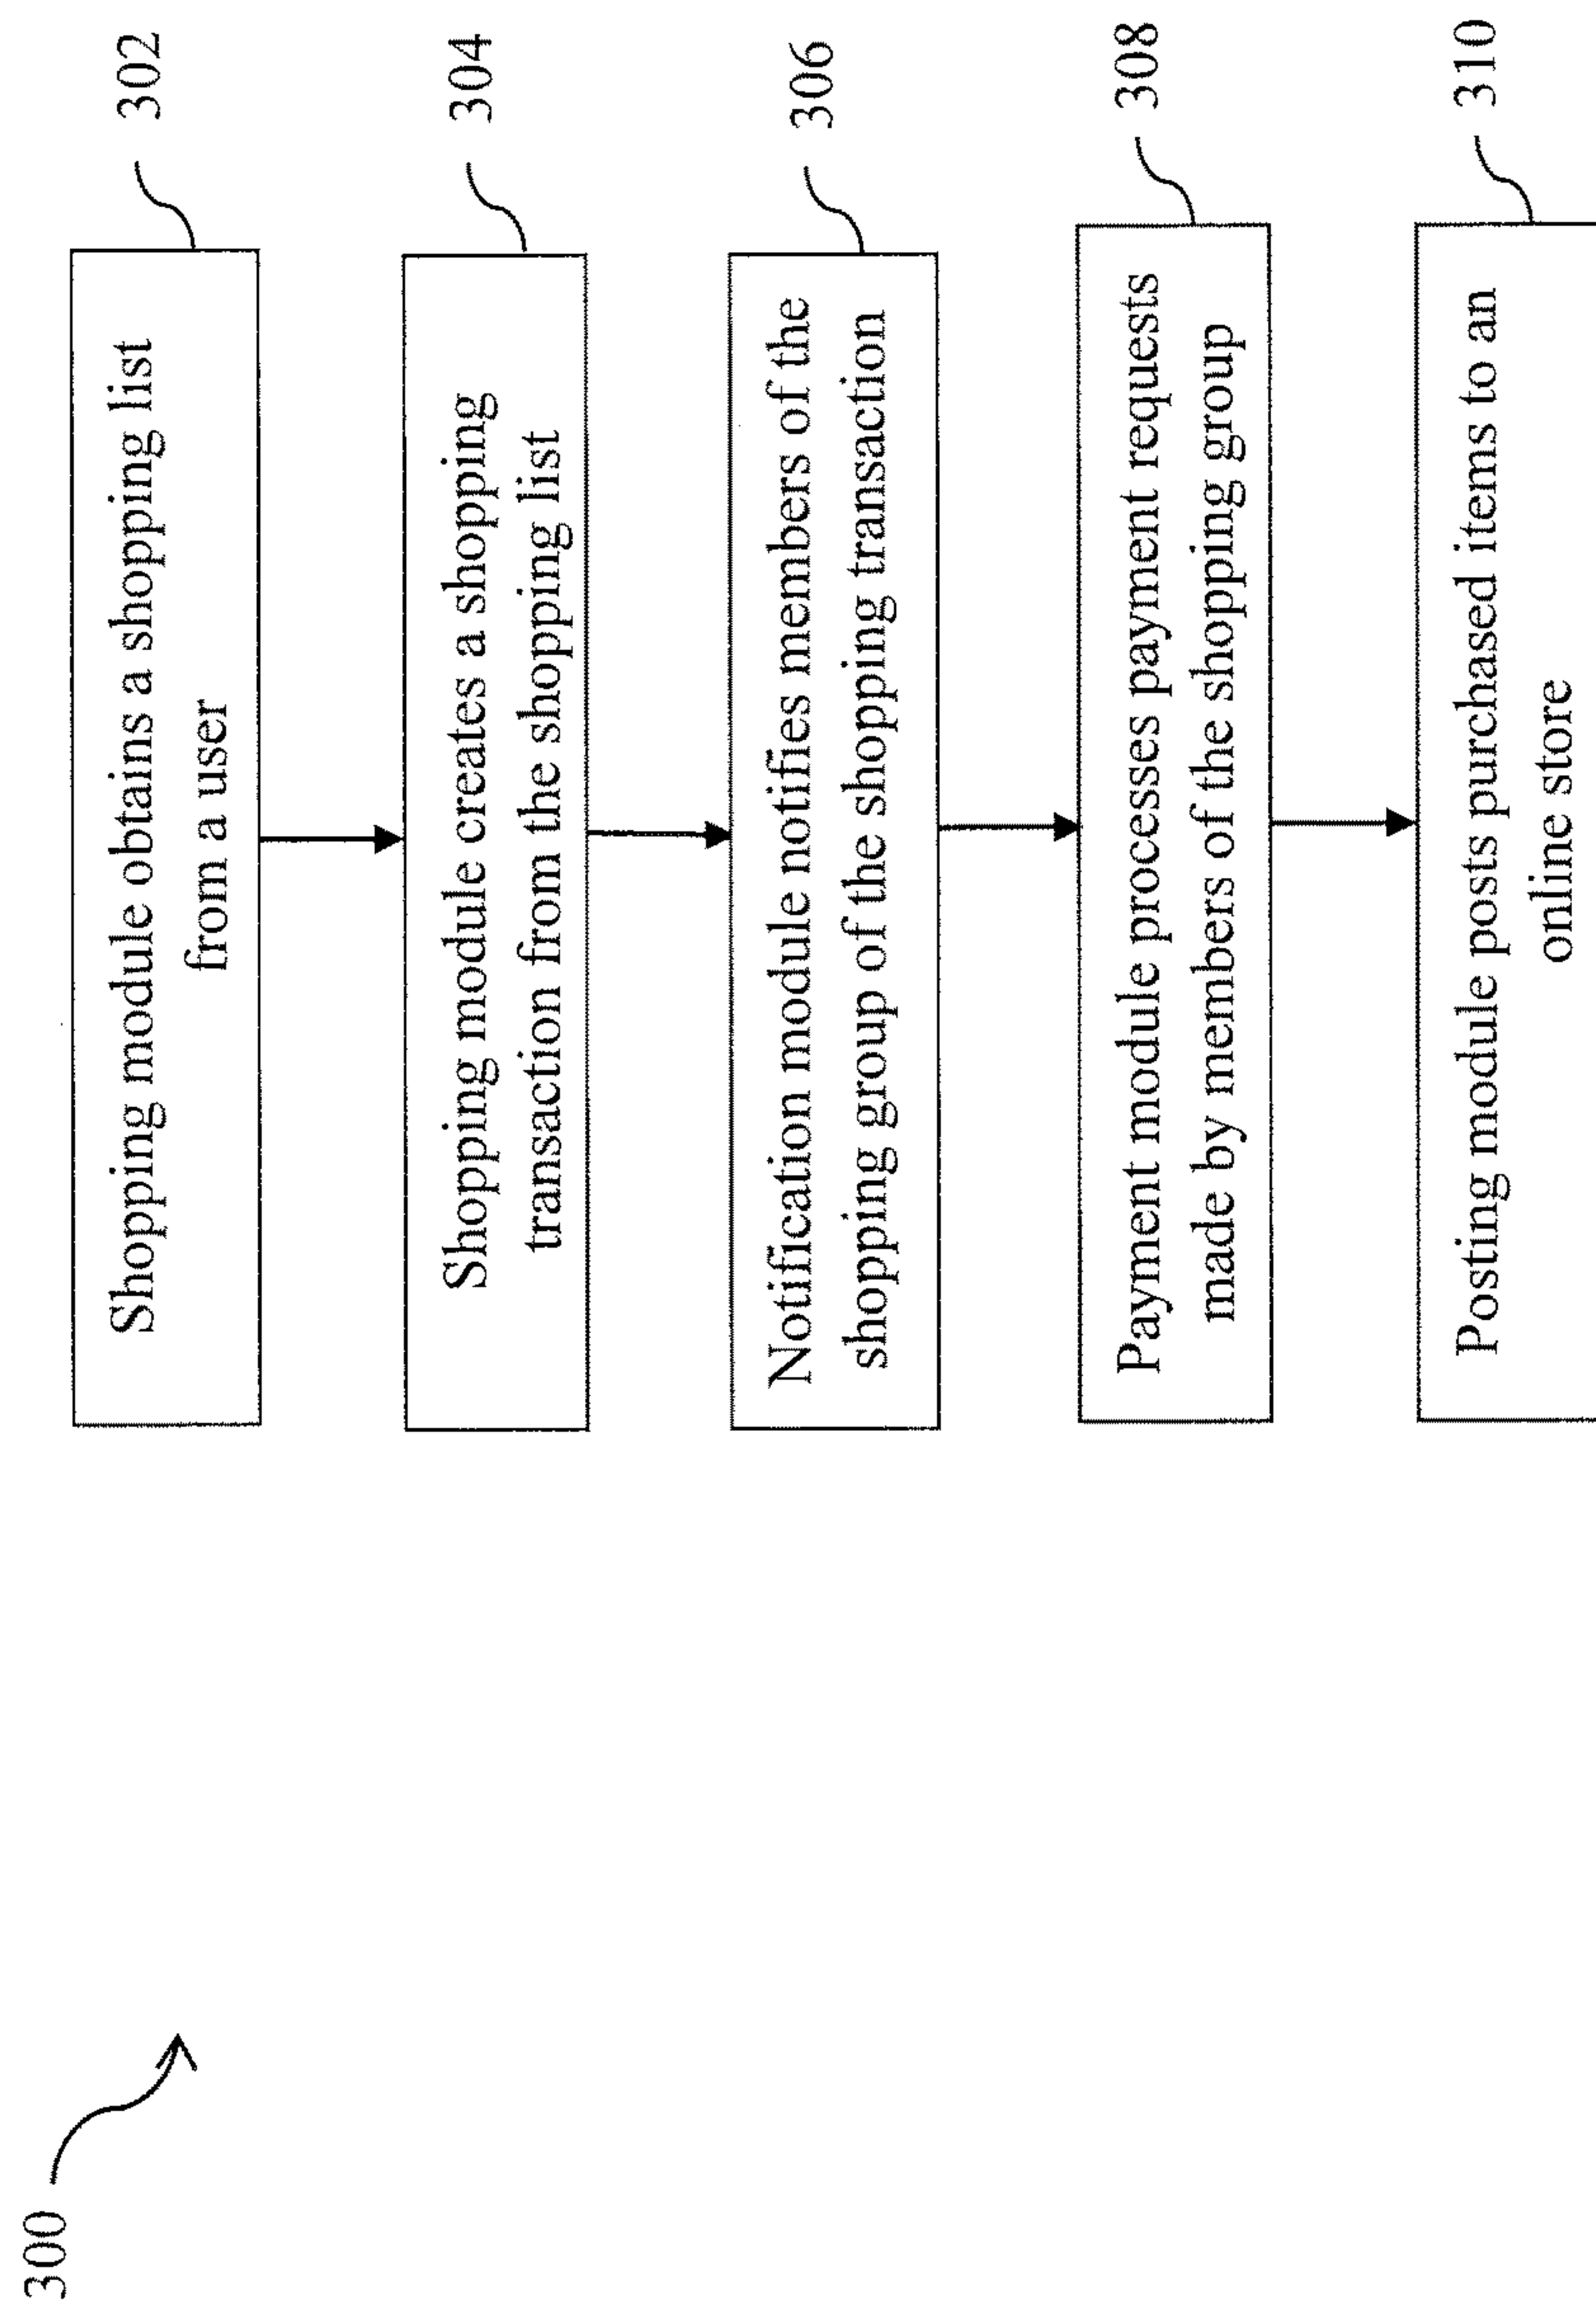 300
Shopping module obtains a shopping list
from a user
302
Shopping module creates a shopping
transaction from the shopping list
304
Notification module notifies members of the
shopping group of the shopping transaction
306
Payment module processes payment requests
made by members of the shopping group
308
Posting module posts purchased items to an
online store
310